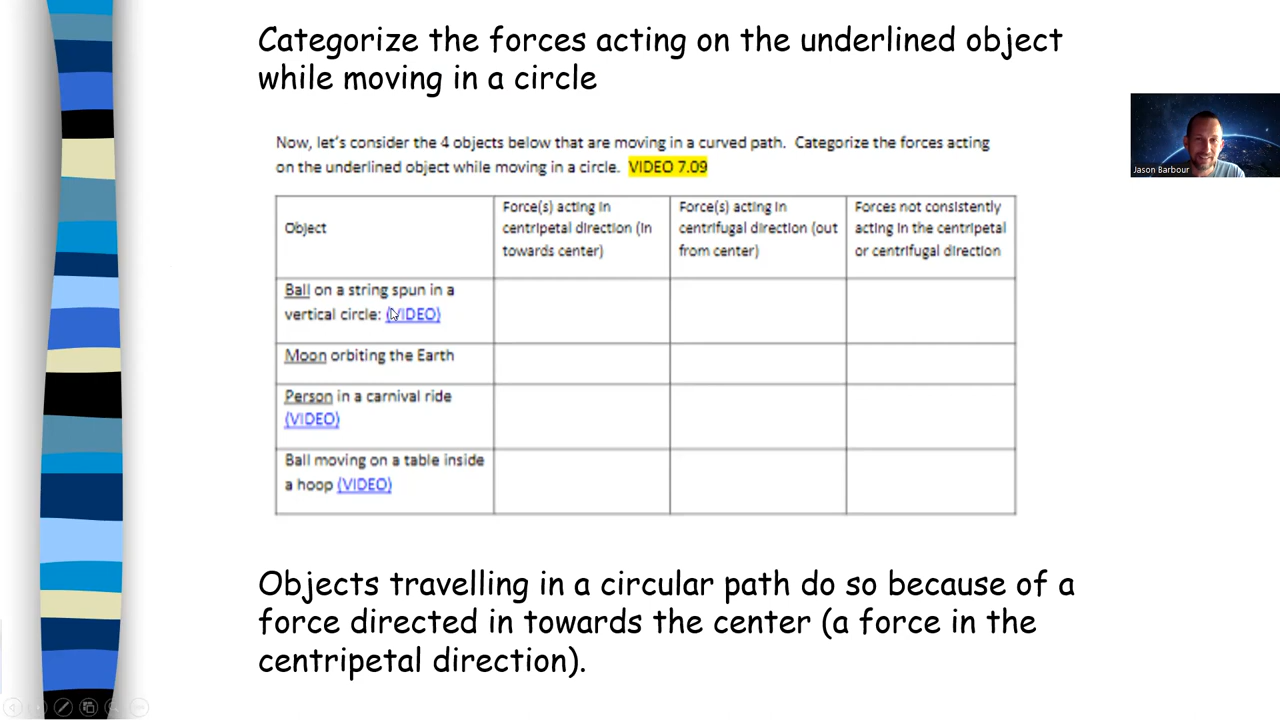 Categorize the forces acting on the underlined object
while moving in a circle
Now, let's consider the 4 objects below that are moving in a curved path. Categorize the forces acting
on the underlined object while moving in a circle. VIDEO 7.09
Jason Barbour
Object
Force(s) acting in
centripetal direction (in
towards center)
Force(s) acting in
centrifugal direction (out
from center)
Forces not consistently
acting in the centripetal
or centrifugal direction
Ball on a string spun in a
vertical circle: (VIDEO)
Moon orbiting the Earth
Person in a carnival ride
(VIDEO)
Ball moving on a table inside
a hoop (VIDEO)
Objects travelling in a circular path do so because of a
force directed in towards the center (a force in the
centripetal direction).